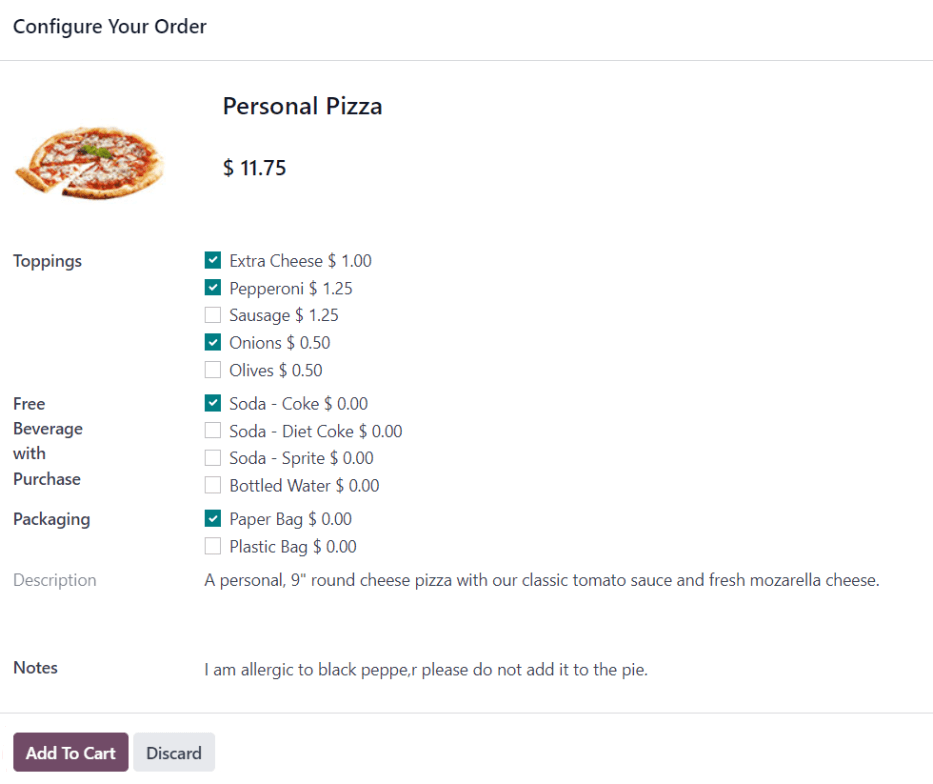 Configure Your Order
Personal Pizza
$ 11.75
Toppings
Extra Cheese $ 1.00
Pepperoni $ 1.25
Sausage $ 1.25
Onions $ 0.50
Olives $ 0.50
Free
Beverage
with
Purchase
Soda - Coke $ 0.00
Soda - Diet Coke $ 0.00
Soda - Sprite $ 0.00
Bottled Water $ 0.00
Packaging
Paper Bag $ 0.00
Plastic Bag $ 0.00
Description
A personal, 9" round cheese pizza with our classic tomato sauce and fresh mozarella cheese.
Notes
I am allergic to black peppe,r please do not add it to the pie.
Add To Cart
Discard